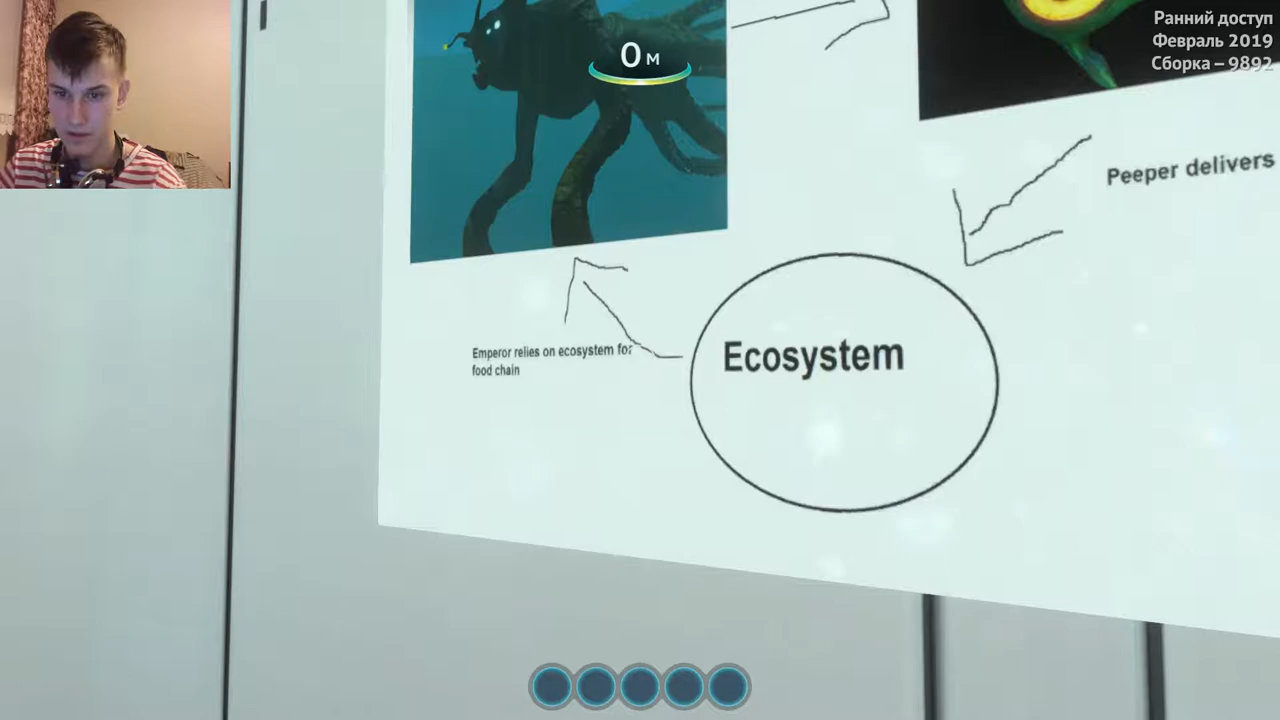 Ранний доступ
Февраль 2019
Сборка – 9892
0 м
Peeper delivers
Emperor relies on ecosystem for
food chain
Ecosystem